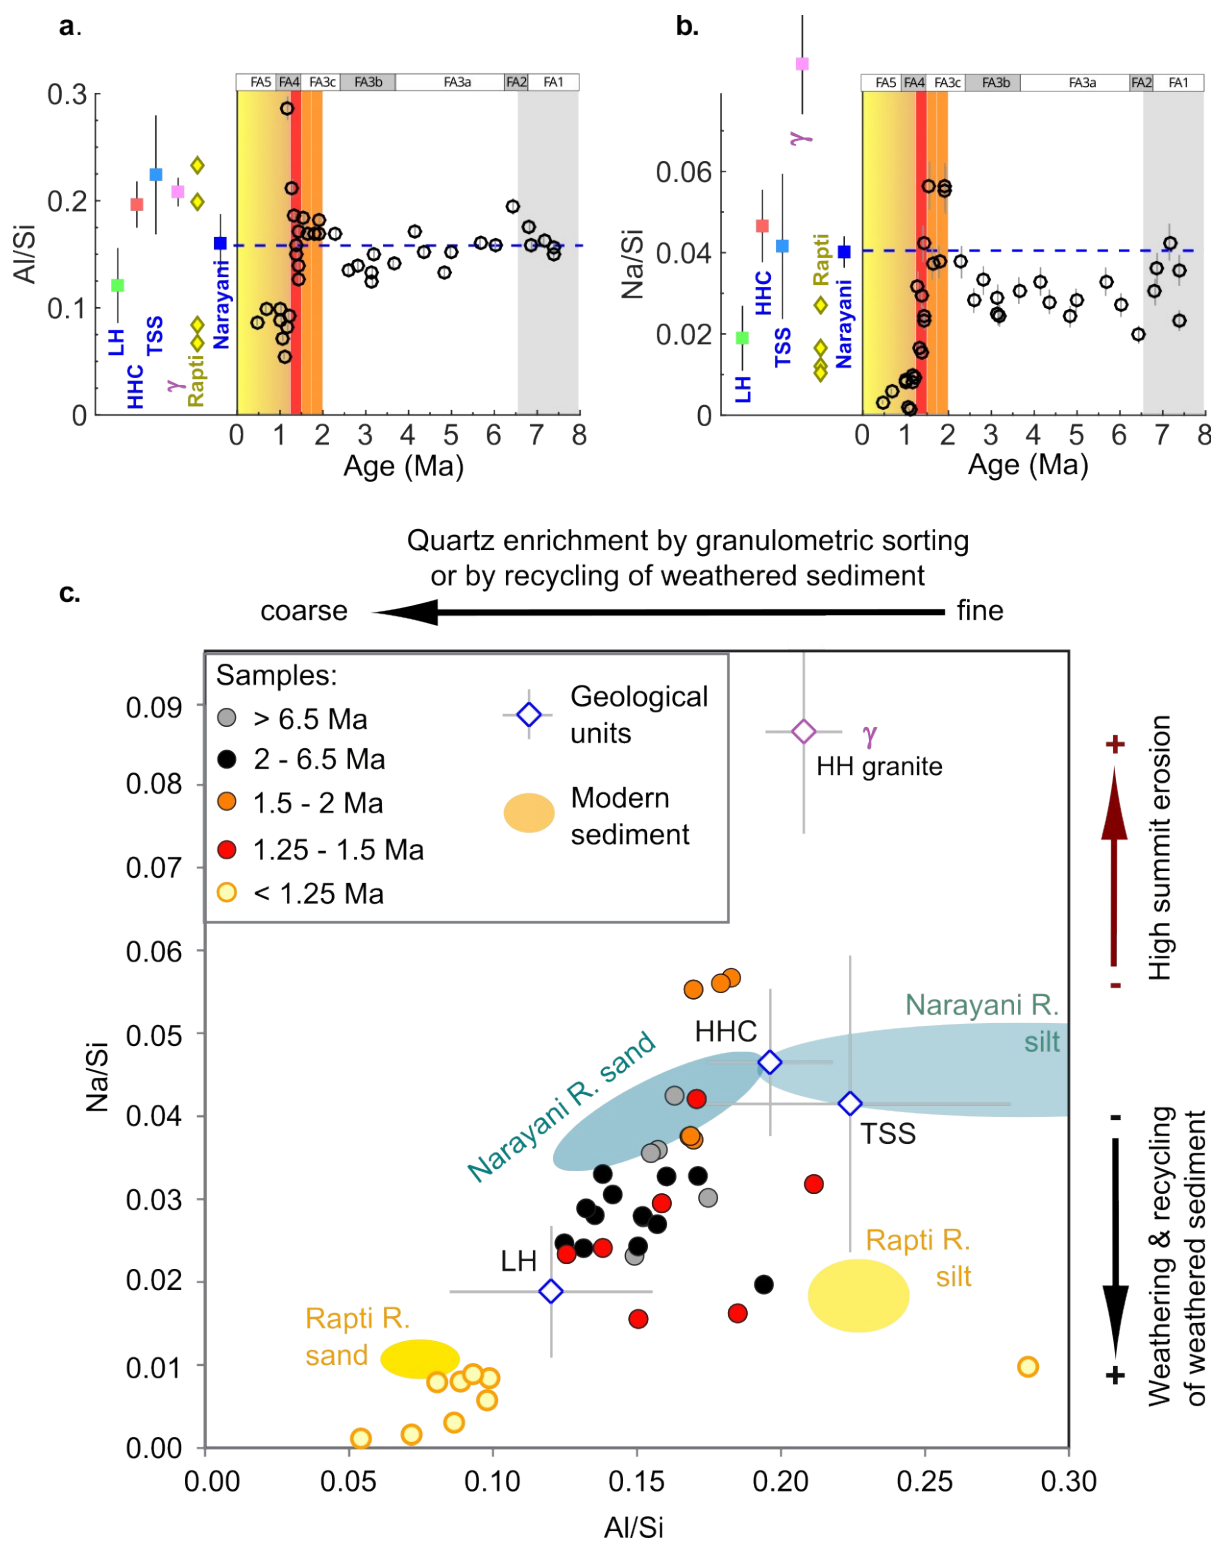 a.
b.
FA5 FA4 FA3c FA3b FA3a FA2 FA1
0.3
0.2
0.1
0
Al/Si
LH
HHC
TSS
γ
Rapti
Narayani
0 1 2 3 4 5 6 7 8
Age (Ma)
FA5 FA4 FA3c FA3b FA3a FA2 FA1
0.06
0.04
0.02
0
Na/Si
LH
HHC
TSS
γ
Rapti
Narayani
0 1 2 3 4 5 6 7 8
Age (Ma)
Quartz enrichment by granulometric sorting
or by recycling of weathered sediment
c.
coarse
fine
Samples:
> 6.5 Ma
2 - 6.5 Ma
1.5 - 2 Ma
1.25 - 1.5 Ma
< 1.25 Ma
Geological
units
Modern
sediment
0.09
0.08
0.07
0.06
0.05
0.04
0.03
0.02
0.01
0.00
Na/Si
γ
HH granite
Narayani R.
silt
HHC
Narayani R. sand
TSS
LH
Rapti R.
silt
Rapti R.
sand
+
High summit erosion
-
-
Weathering & recycling
of weathered sediment
+
0.00 0.05 0.10 0.15 0.20 0.25 0.30
Al/Si